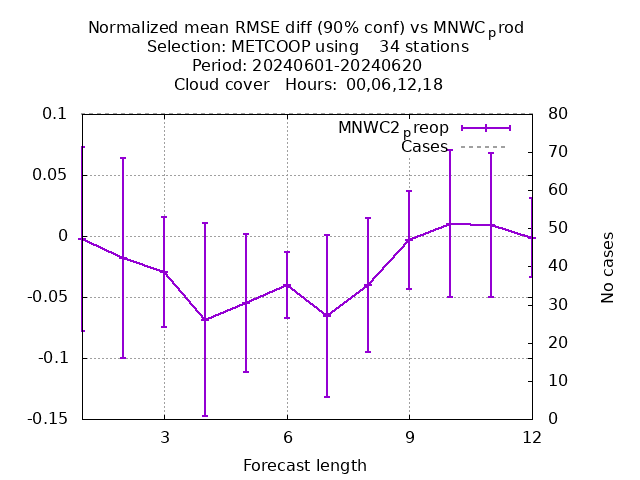 Normalized mean RMSE diff (90% conf) vs MNWCprod
Selection: METCOOP using    34 stations
Period: 20240601-20240620
Cloud cover   Hours:  00,06,12,18
MNWC2preop
Cases
0.1
0.05
0
-0.05
-0.1
-0.15
80
70
60
50
40
30
20
10
0
No cases
3
6
9
12
Forecast length